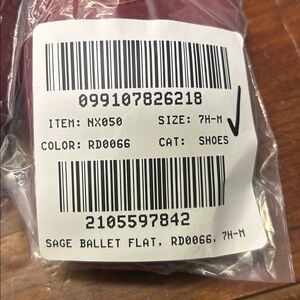 099107826218
ITEM: NX050 SIZE: 7H-M
COLOR: RD0066 CAT: SHOES
2105597842
SAGE BALLET FLAT, RD0066, 7H-M